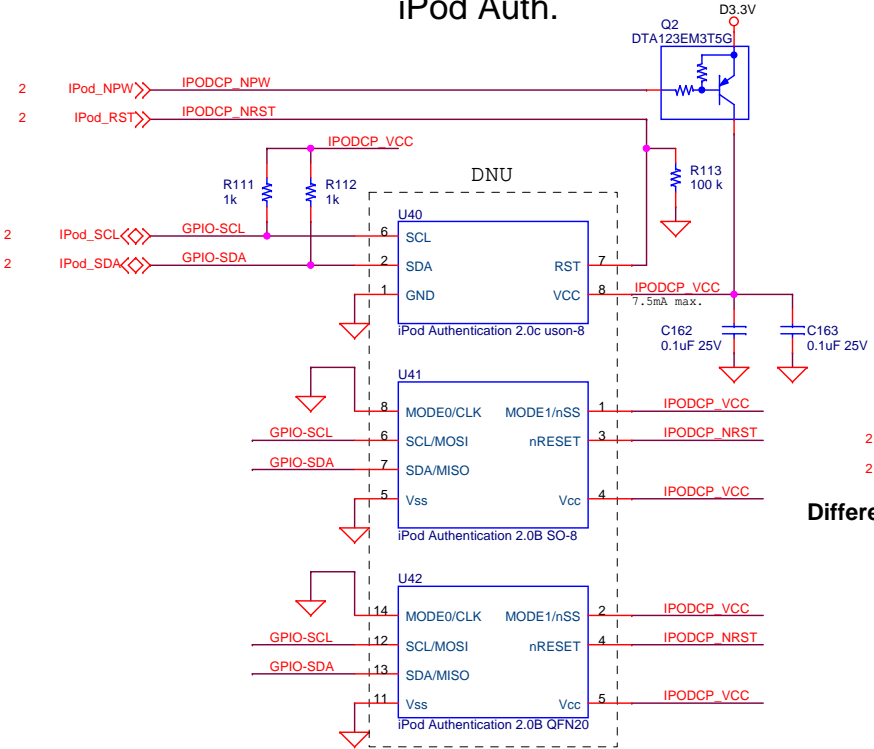 iPod Auth.
D3.3V
Q2
DTA123EM3T5G
2 IPod_NPW IPODCP_NPW
2 IPod_RST IPODCP_NRST
IPODCP_VCC
DNU
R111
1k
R112
1k
R113
100 k
U40
2 IPod_SCL GPIO-SCL 6 SCL
2 IPod_SDA GPIO-SDA 2 SDA RST 7
1 GND VCC 8 IPODCP_VCC
7.5mA max.
iPod Authentication 2.0c uson-8
C162
0.1uF 25V
C163
0.1uF 25V
U41
8 MODE0/CLK MODE1/nSS 1 IPODCP_VCC
GPIO-SCL 6 SCL/MOSI nRESET 3 IPODCP_NRST
GPIO-SDA 7 SDA/MISO
5 Vss Vcc 4 IPODCP_VCC
iPod Authentication 2.0B SO-8
2
2
Differe
U42
14 MODE0/CLK MODE1/nSS 2 IPODCP_VCC
GPIO-SCL 12 SCL/MOSI nRESET 4 IPODCP_NRST
GPIO-SDA 13 SDA/MISO
11 Vss Vcc 5 IPODCP_VCC
iPod Authentication 2.0B QFN20